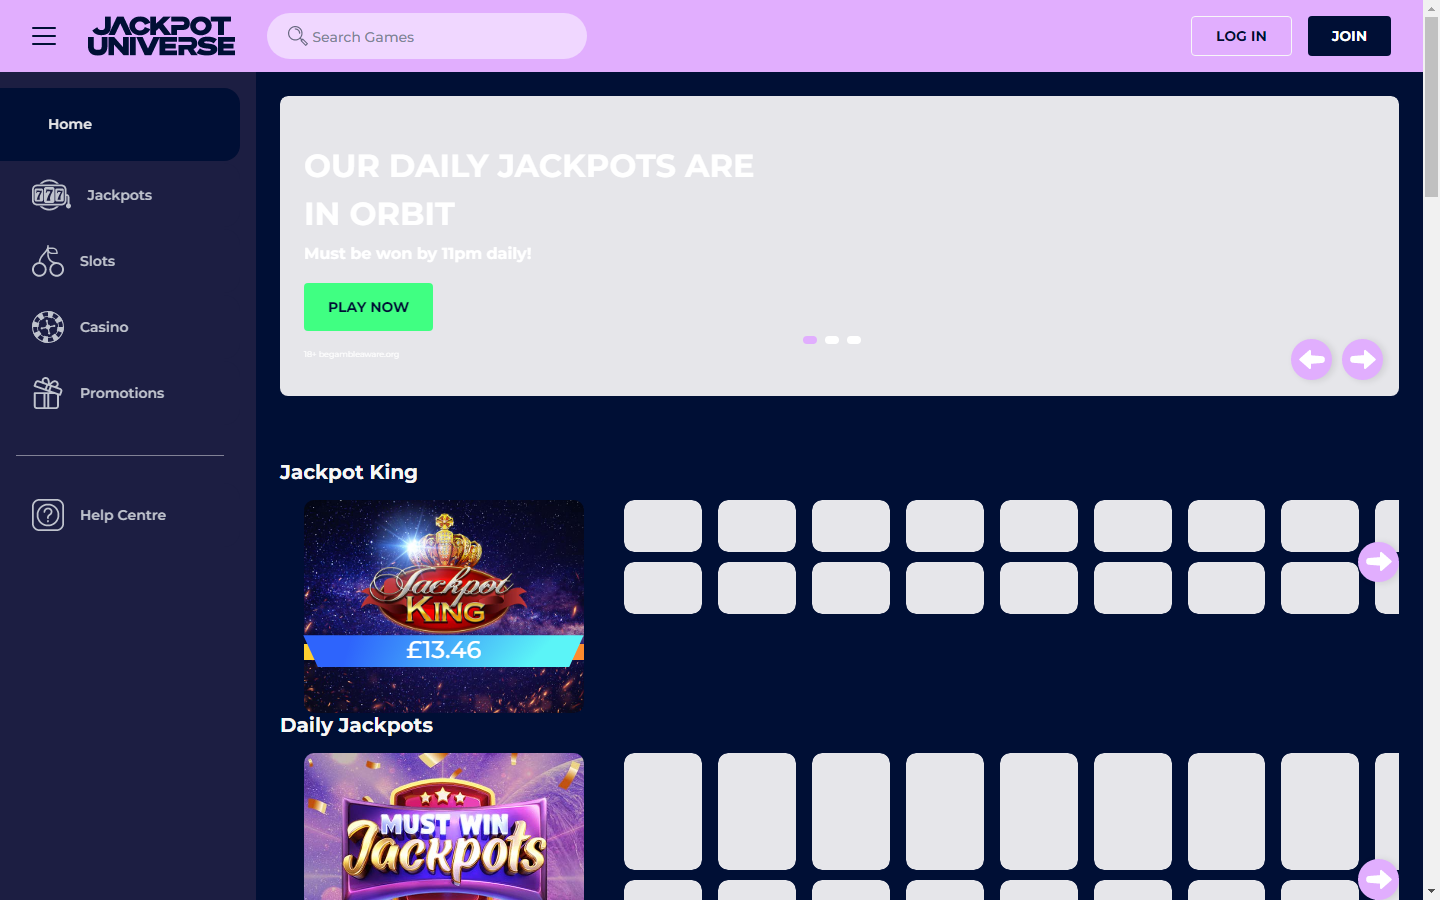 JACKPOT
UNIVERSE
Search Games
LOG IN
JOIN
Home
Jackpots
Slots
Casino
Promotions
Help Centre
OUR DAILY JACKPOTS ARE
IN ORBIT
Must be won by 11pm daily!
PLAY NOW
18+ begambleaware.org
Jackpot King
Jackpot
KING
£13.46
Daily Jackpots
MUST WIN
Jackpots